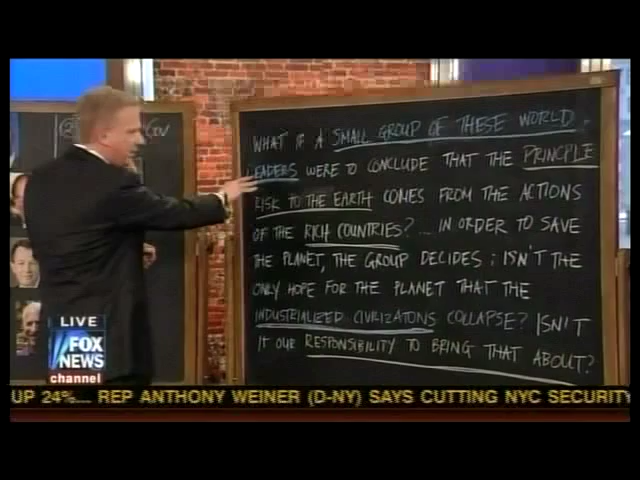 WHAT IF A SMALL GROUP OF THESE WORLD
LEADERS WERE TO CONCLUDE THAT THE PRINCIPLE
RISK TO THE EARTH COMES FROM THE ACTIONS
OF THE RICH COUNTRIES? ... IN ORDER TO SAVE
THE PLANET, THE GROUP DECIDES: ISN'T THE
ONLY HOPE FOR THE PLANET THAT THE
INDUSTRIALIZED CIVILIZATONS COLLAPSE? ISN'T
IT OUR RESPONSIBILITY TO BRING THAT ABOUT?
GOV
LIVE
FOX
NEWS
channel
UP 24%... REP ANTHONY WEINER (D-NY) SAYS CUTTING NYC SECURITY